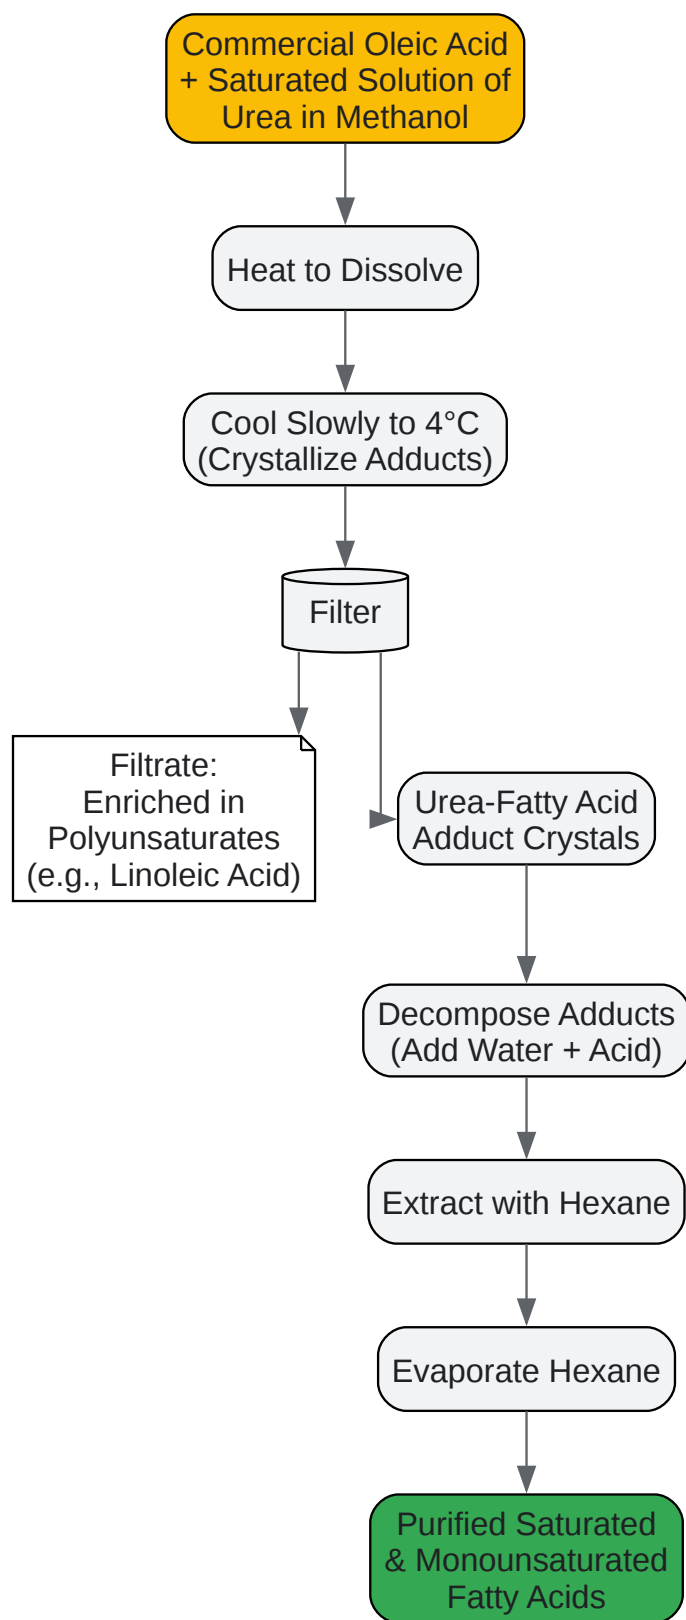 Commercial Oleic Acid
+ Saturated Solution of
Urea in Methanol
Heat to Dissolve
Cool Slowly to 4°C
(Crystallize Adducts)
Filter
Filtrate:
Enriched in
Polyunsaturates
(e.g., Linoleic Acid)
Urea-Fatty Acid
Adduct Crystals
Decompose Adducts
(Add Water + Acid)
Extract with Hexane
Evaporate Hexane
Purified Saturated
& Monounsaturated
Fatty Acids